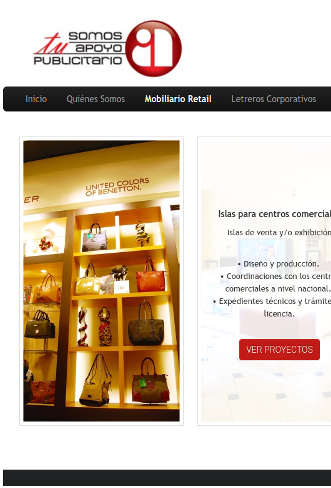 SOMOS
tu APOYO
PUBLICITARIO
Inicio Quiénes Somos Mobiliario Retail Letreros Corporativos
UNITED COLORS
OF BENETTON.
ER
Islas para centros comercial
Islas de venta y/o exhibición
• Diseño y producción.
• Coordinaciones con los centr
comerciales a nivel nacional.
• Expedientes técnicos y trámite
licencia.
VER PROYECTOS